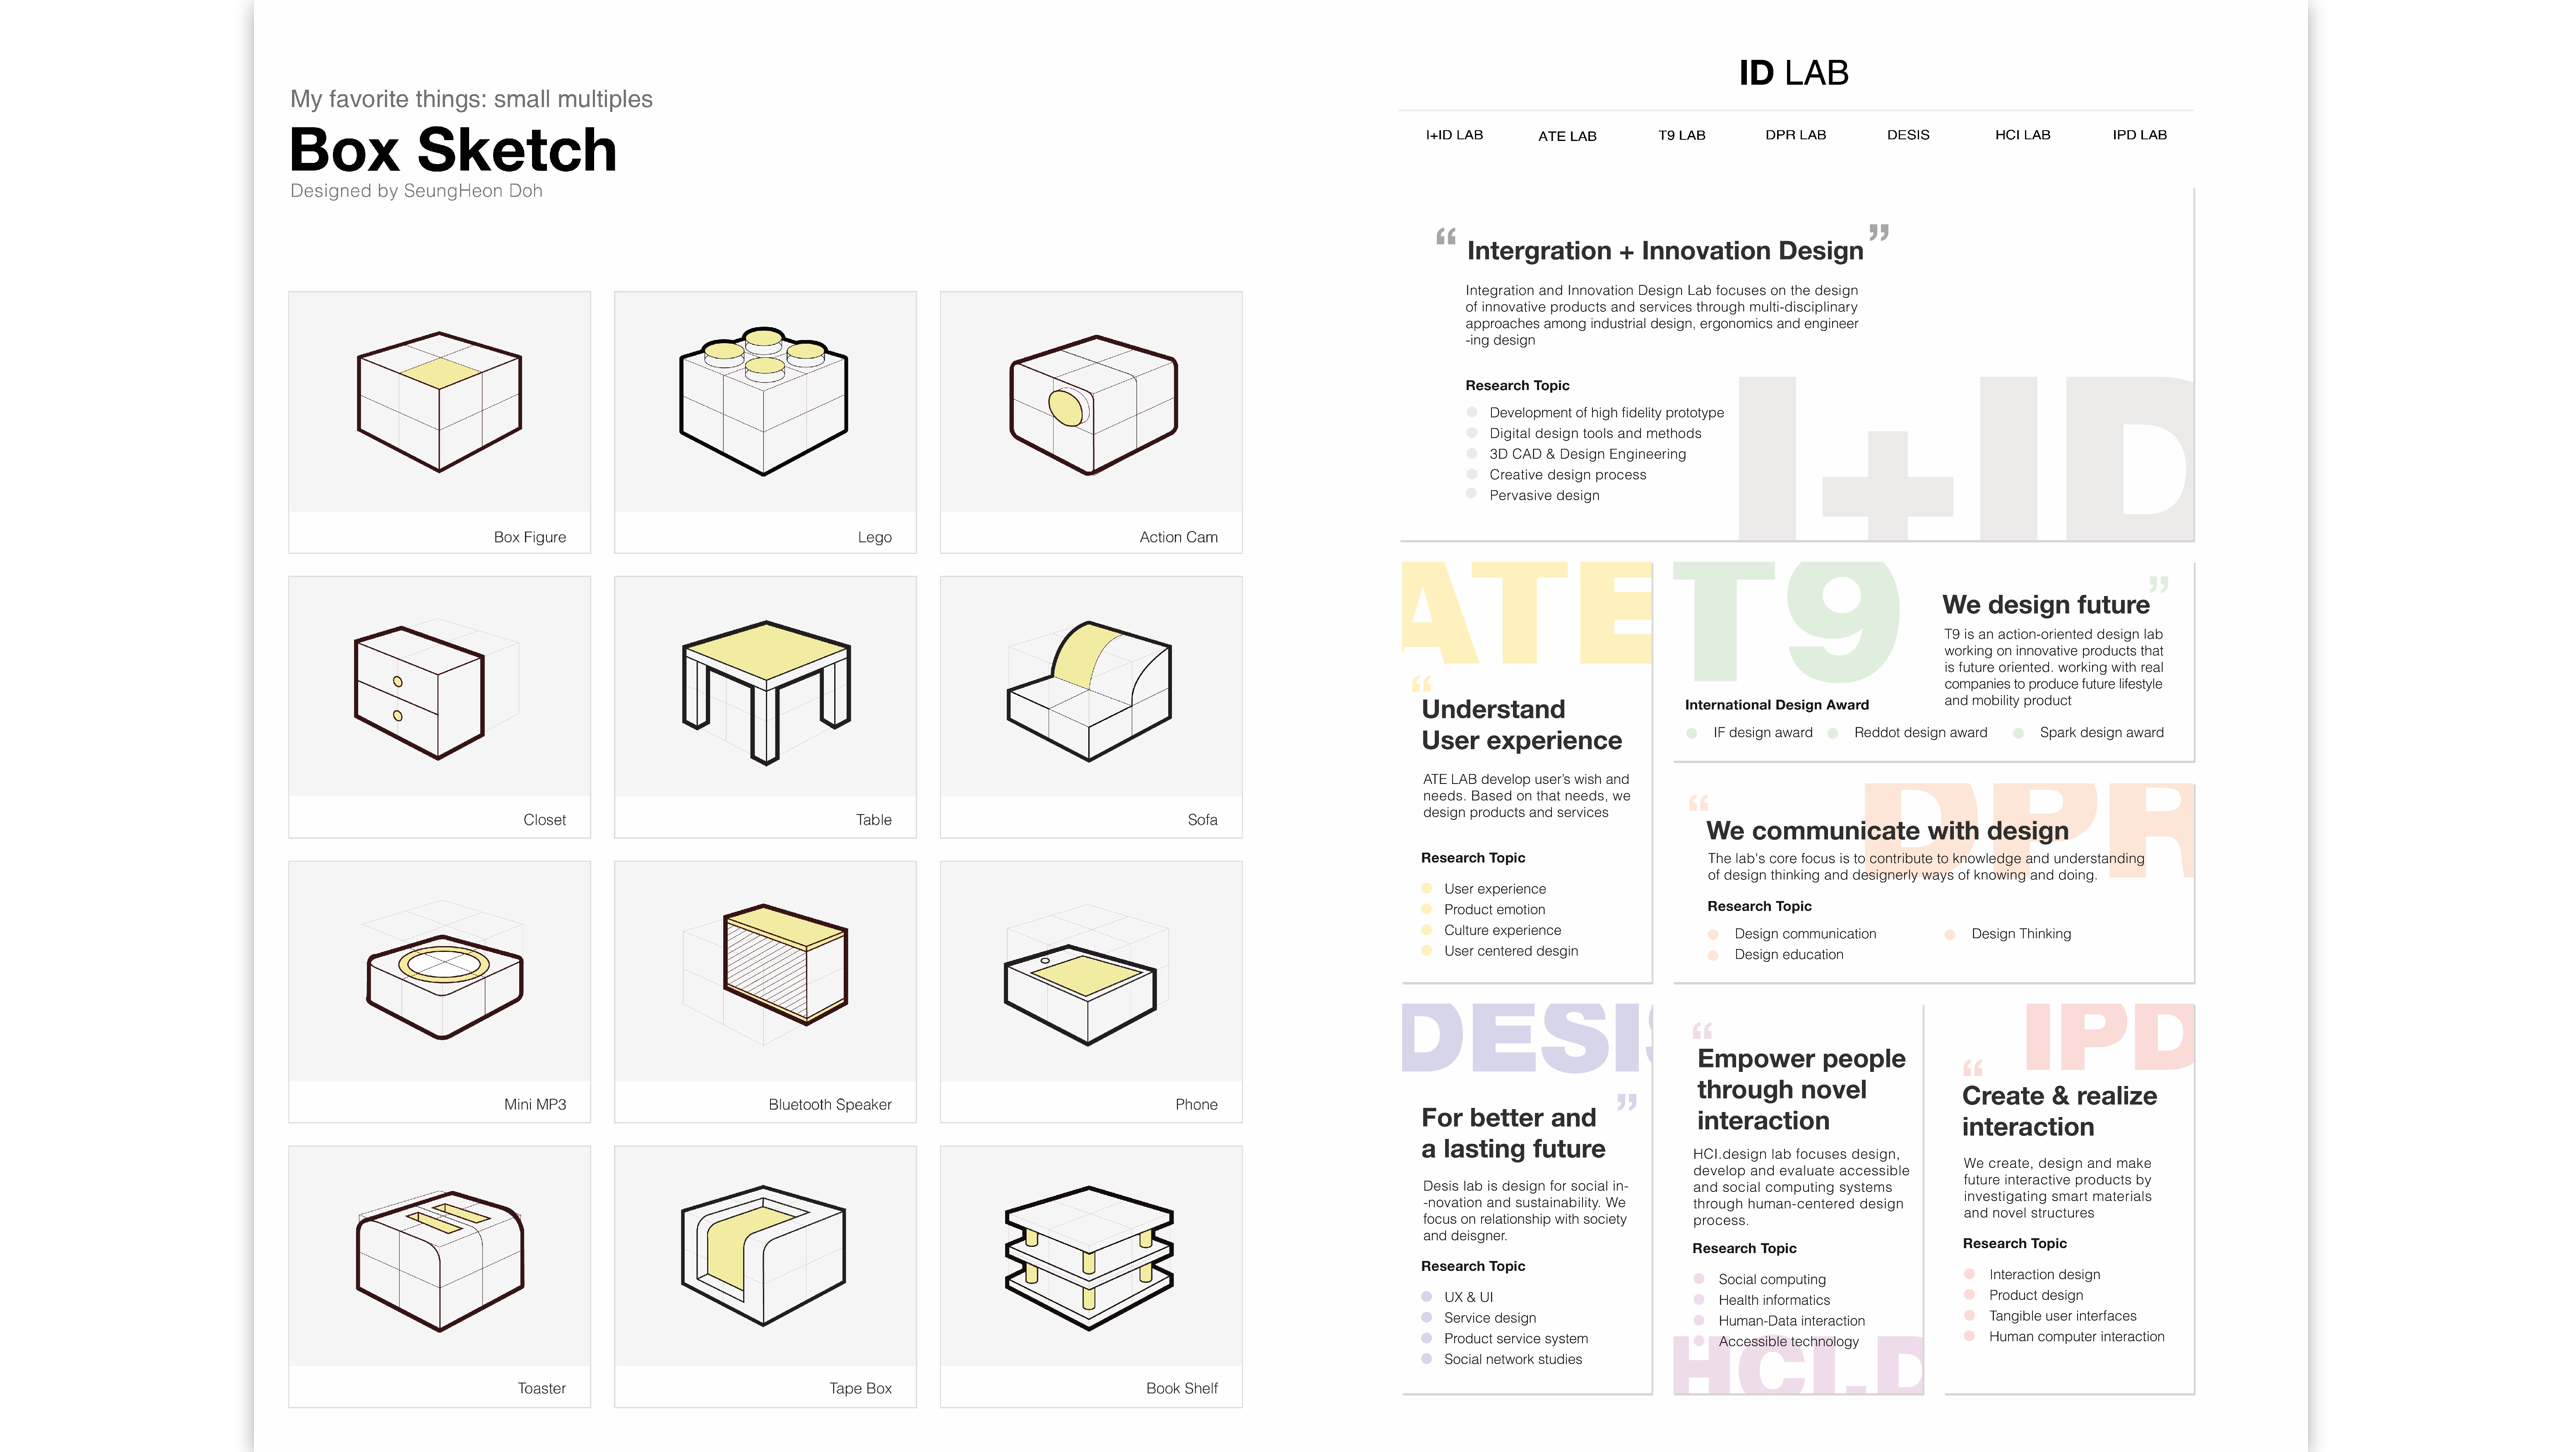 My favorite things: small multiples
Box Sketch
Designed by SeungHeon Doh
Box Figure
Lego
Action Cam
Closet
Table
Sofa
Mini MP3
Bluetooth Speaker
Phone
Toaster
Tape Box
Book Shelf
ID LAB
I+ID LAB
ATE LAB
T9 LAB
DPR LAB
DESIS
HCI LAB
IPD LAB
“ Intergration + Innovation Design ”
Integration and Innovation Design Lab focuses on the design
of innovative products and services through multi-disciplinary
approaches among industrial design, ergonomics and engineer
-ing design
Research Topic
Development of high fidelity prototype
Digital design tools and methods
3D CAD & Design Engineering
Creative design process
Pervasive design
I+ID
ATE
“
Understand
User experience
ATE LAB develop user's wish and
needs. Based on that needs, we
design products and services
Research Topic
User experience
Product emotion
Culture experience
User centered desgin
T9
We design future ”
T9 is an action-oriented design lab
working on innovative products that
is future oriented. working with real
companies to produce future lifestyle
and mobility product
International Design Award
IF design award
Reddot design award
Spark design award
DPR
“
We communicate with design
The lab's core focus is to contribute to knowledge and understanding
of design thinking and designerly ways of knowing and doing.
Research Topic
Design communication
Design Thinking
Design education
DESIS
”
For better and
a lasting future
Desis lab is design for social in-
-novation and sustainability. We
focus on relationship with society
and deisgner.
Research Topic
UX & UI
Service design
Product service system
Social network studies
“
Empower people
through novel
interaction
HCI.design lab focuses design,
develop and evaluate accessible
and social computing systems
through human-centered design
process.
Research Topic
Social computing
Health informatics
Human-Data interaction
Accessible technology
HCI.D
IPD
“
Create & realize
interaction
We create, design and make
future interactive products by
investigating smart materials
and novel structures
Research Topic
Interaction design
Product design
Tangible user interfaces
Human computer interaction